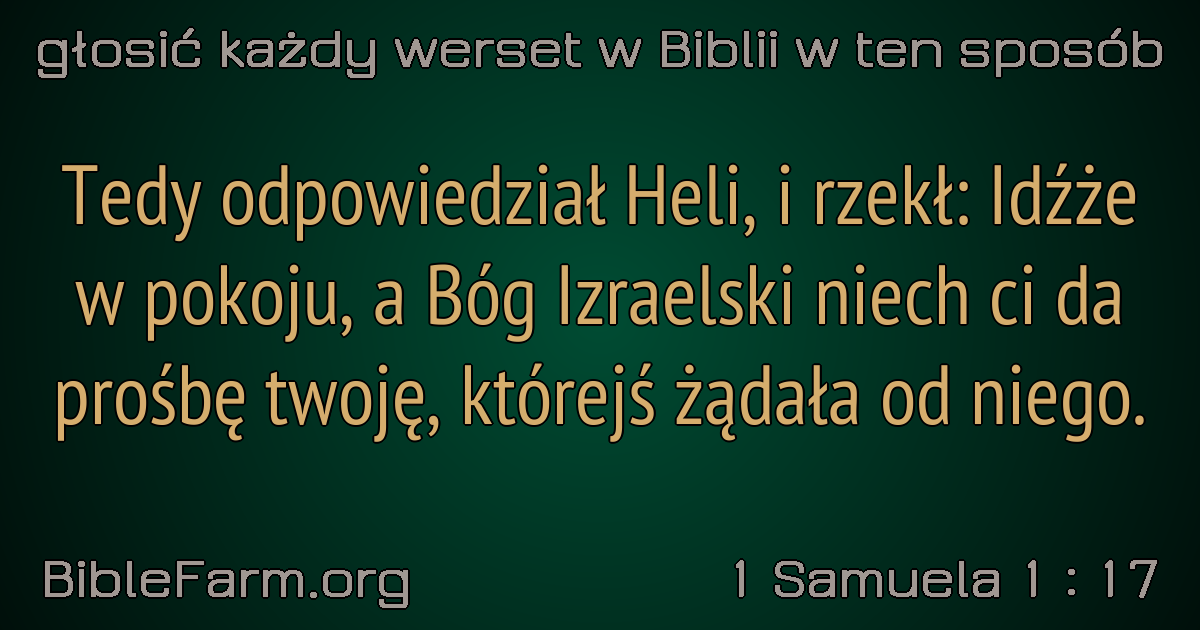 głosić każdy werset w Biblii w ten sposób
Tedy odpowiedział Heli, i rzekł: Idźże
w pokoju, a Bóg Izraelski niech ci da
prośbę twoję, którejś żądała od niego.
BibleFarm.org
1 Samuela 1 : 17